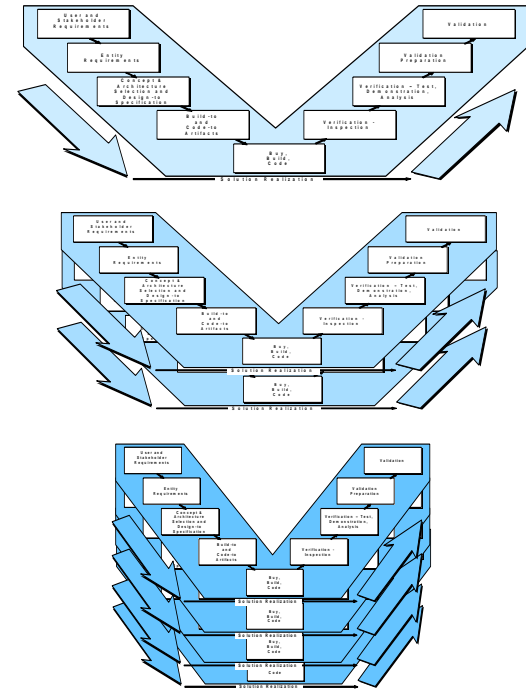 User and
Stakeholder
Requirements
Entity
Requirements
Concept &
Architecture
Selection and
Design-to
Specification
Build-to
and
Code-to
Artifacts
Buy,
Build,
Code
Verification -
Inspection
Verification – Test,
Demonstration,
Analysis
Validation
Preparation
Validation
Solution Realization
User and
Stakeholder
Requirements
Entity
Requirements
Concept &
Architecture
Selection and
Design-to
Specification
Build-to
and
Code-to
Artifacts
Buy,
Build,
Code
Verification -
Inspection
Verification – Test,
Demonstration,
Analysis
Validation
Preparation
Validation
Solution Realization
Buy,
Build,
Code
Solution Realization
User and
Stakeholder
Requirements
Entity
Requirements
Concept &
Architecture
Selection and
Design-to
Specification
Build-to
and
Code-to
Artifacts
Buy,
Build,
Code
Verification -
Inspection
Verification – Test,
Demonstration,
Analysis
Validation
Preparation
Validation
Solution Realization
Buy,
Build,
Code
Solution Realization
Buy,
Build,
Code
Solution Realization
Code
Solution Realization